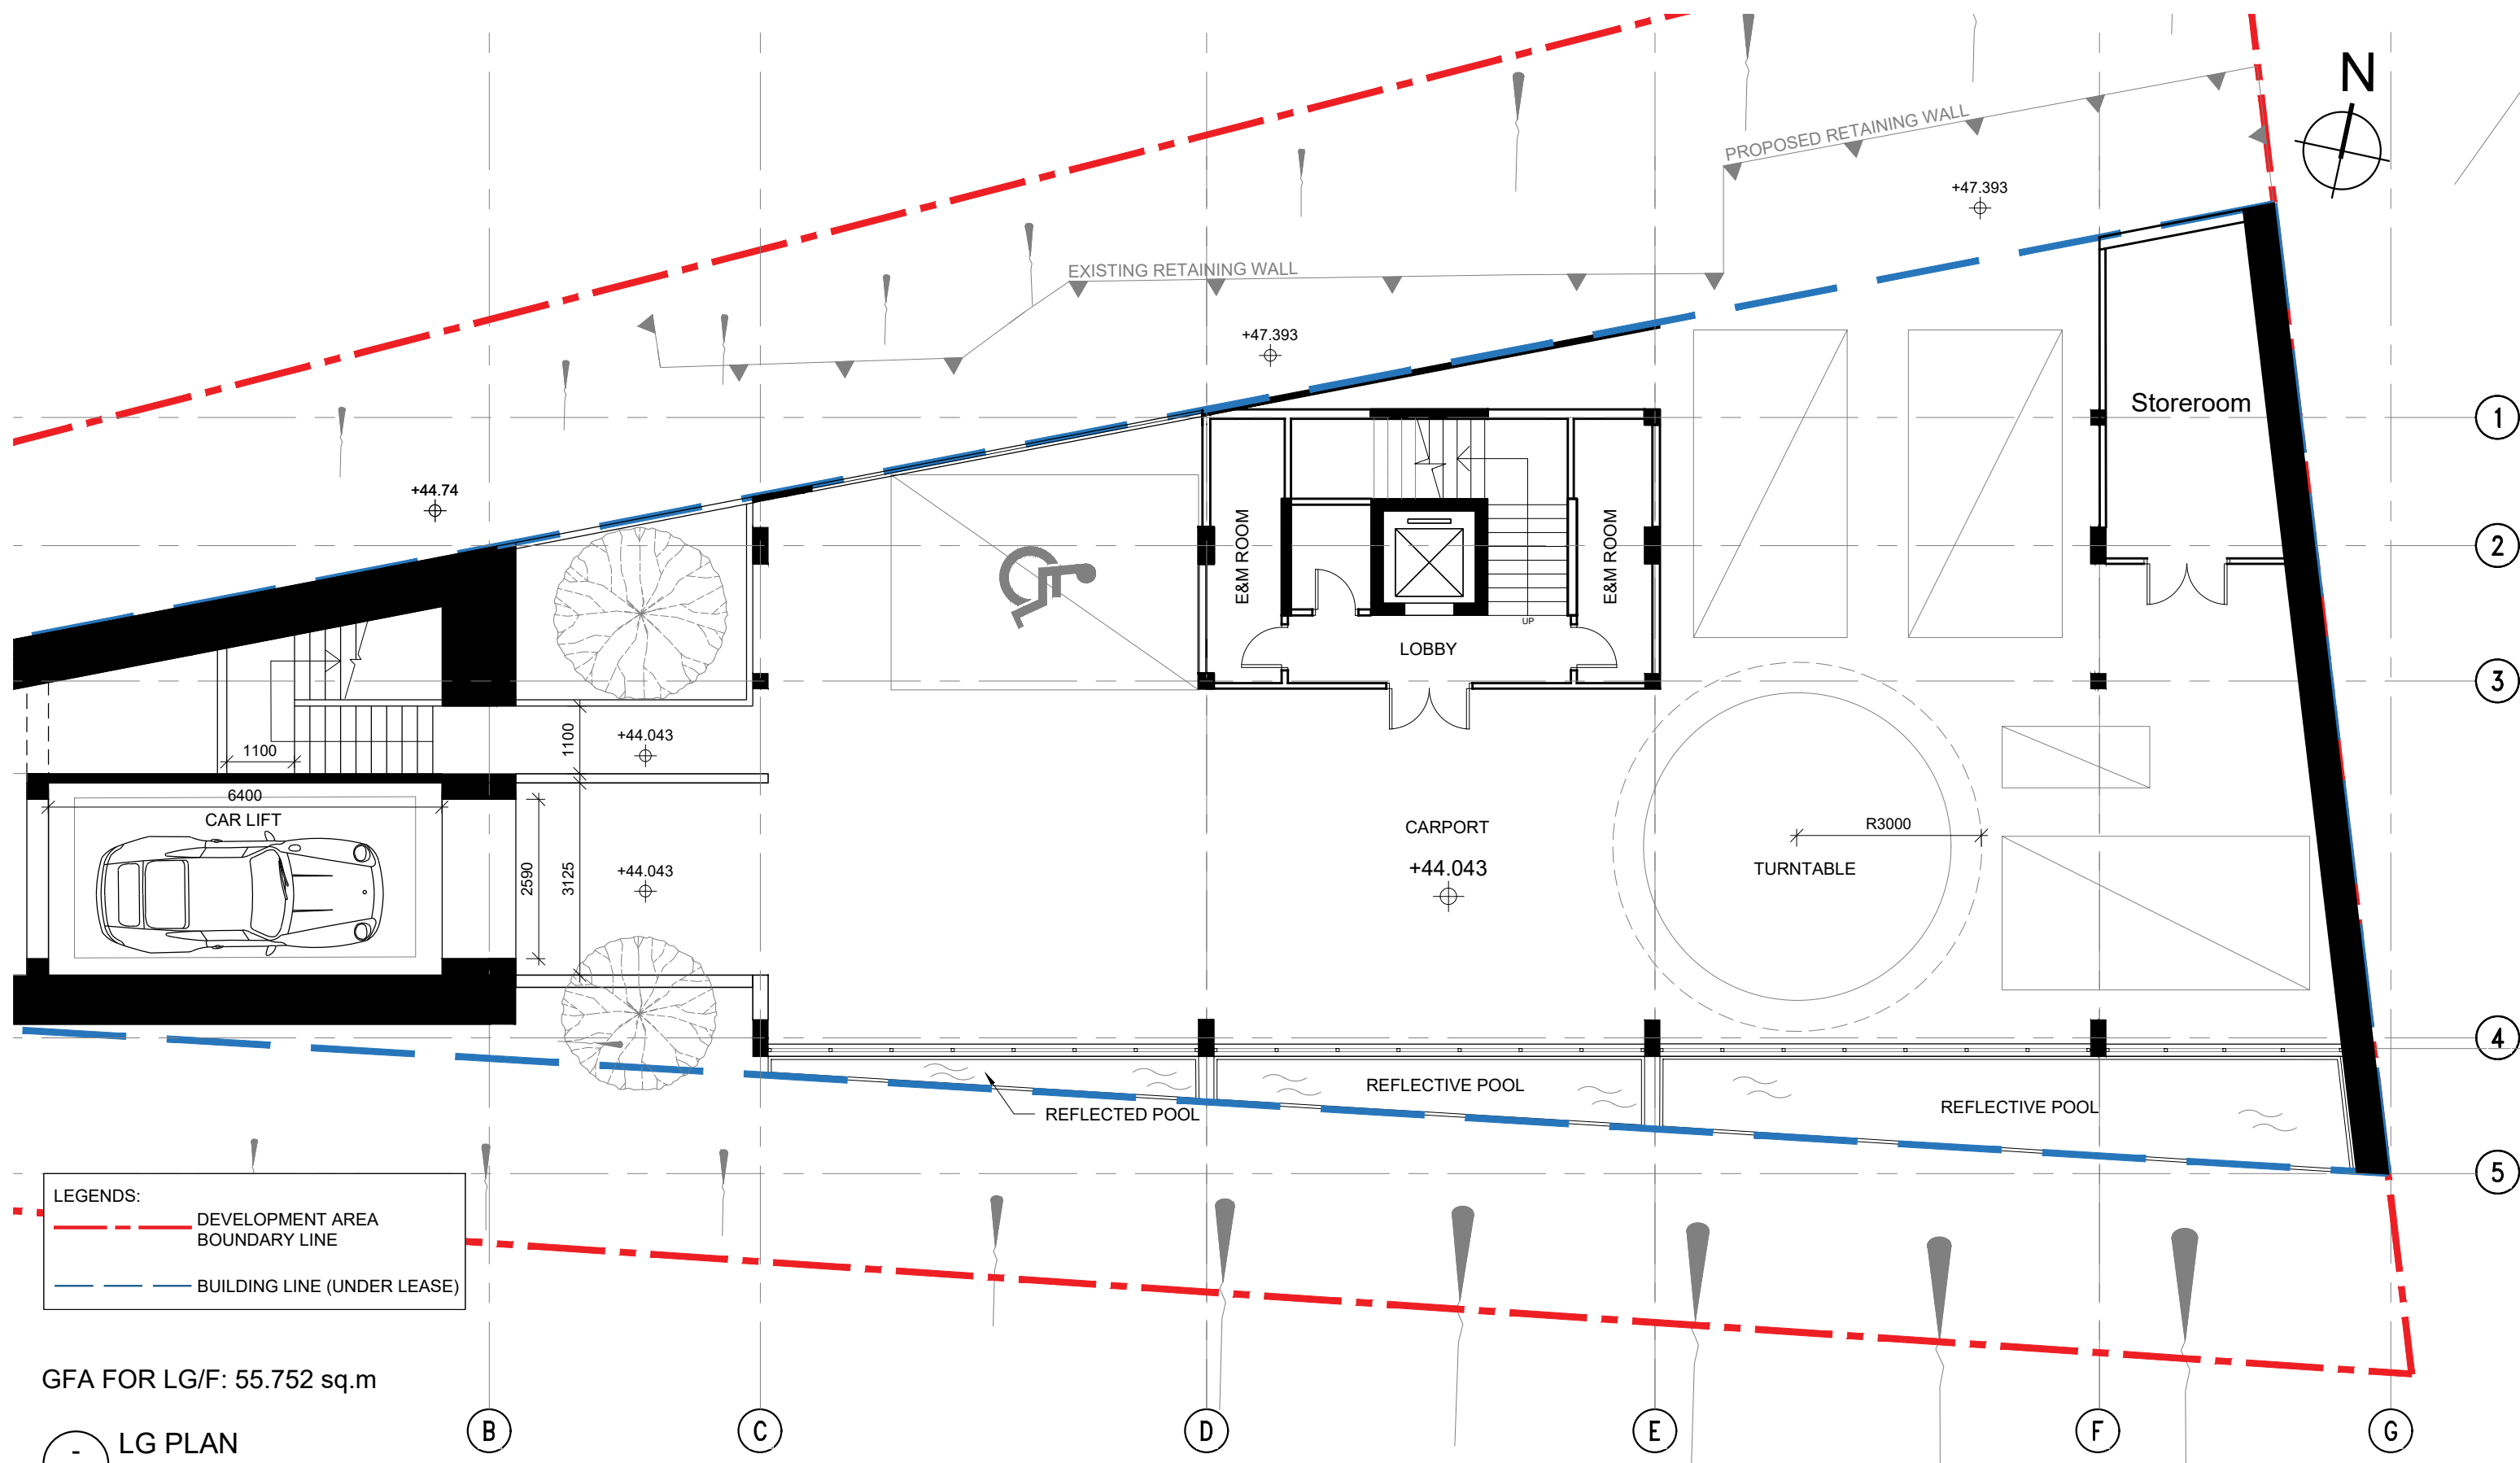 N
PROPOSED RETAINING WALL
+47.393
EXISTING RETAINING WALL
+47.393
Storeroom
1
+44.74
2
E&M ROOM
E&M ROOM
UP
LOBBY
3
1100
1100
+44.043
6400
CAR LIFT
CARPORT
R3000
2590
3125
+44.043
+44.043
TURNTABLE
4
REFLECTIVE POOL
REFLECTED POOL
REFLECTIVE POOL
5
LEGENDS:
DEVELOPMENT AREA
BOUNDARY LINE
BUILDING LINE (UNDER LEASE)
GFA FOR LG/F: 55.752 sq.m
B
C
D
E
F
G
-
LG PLAN